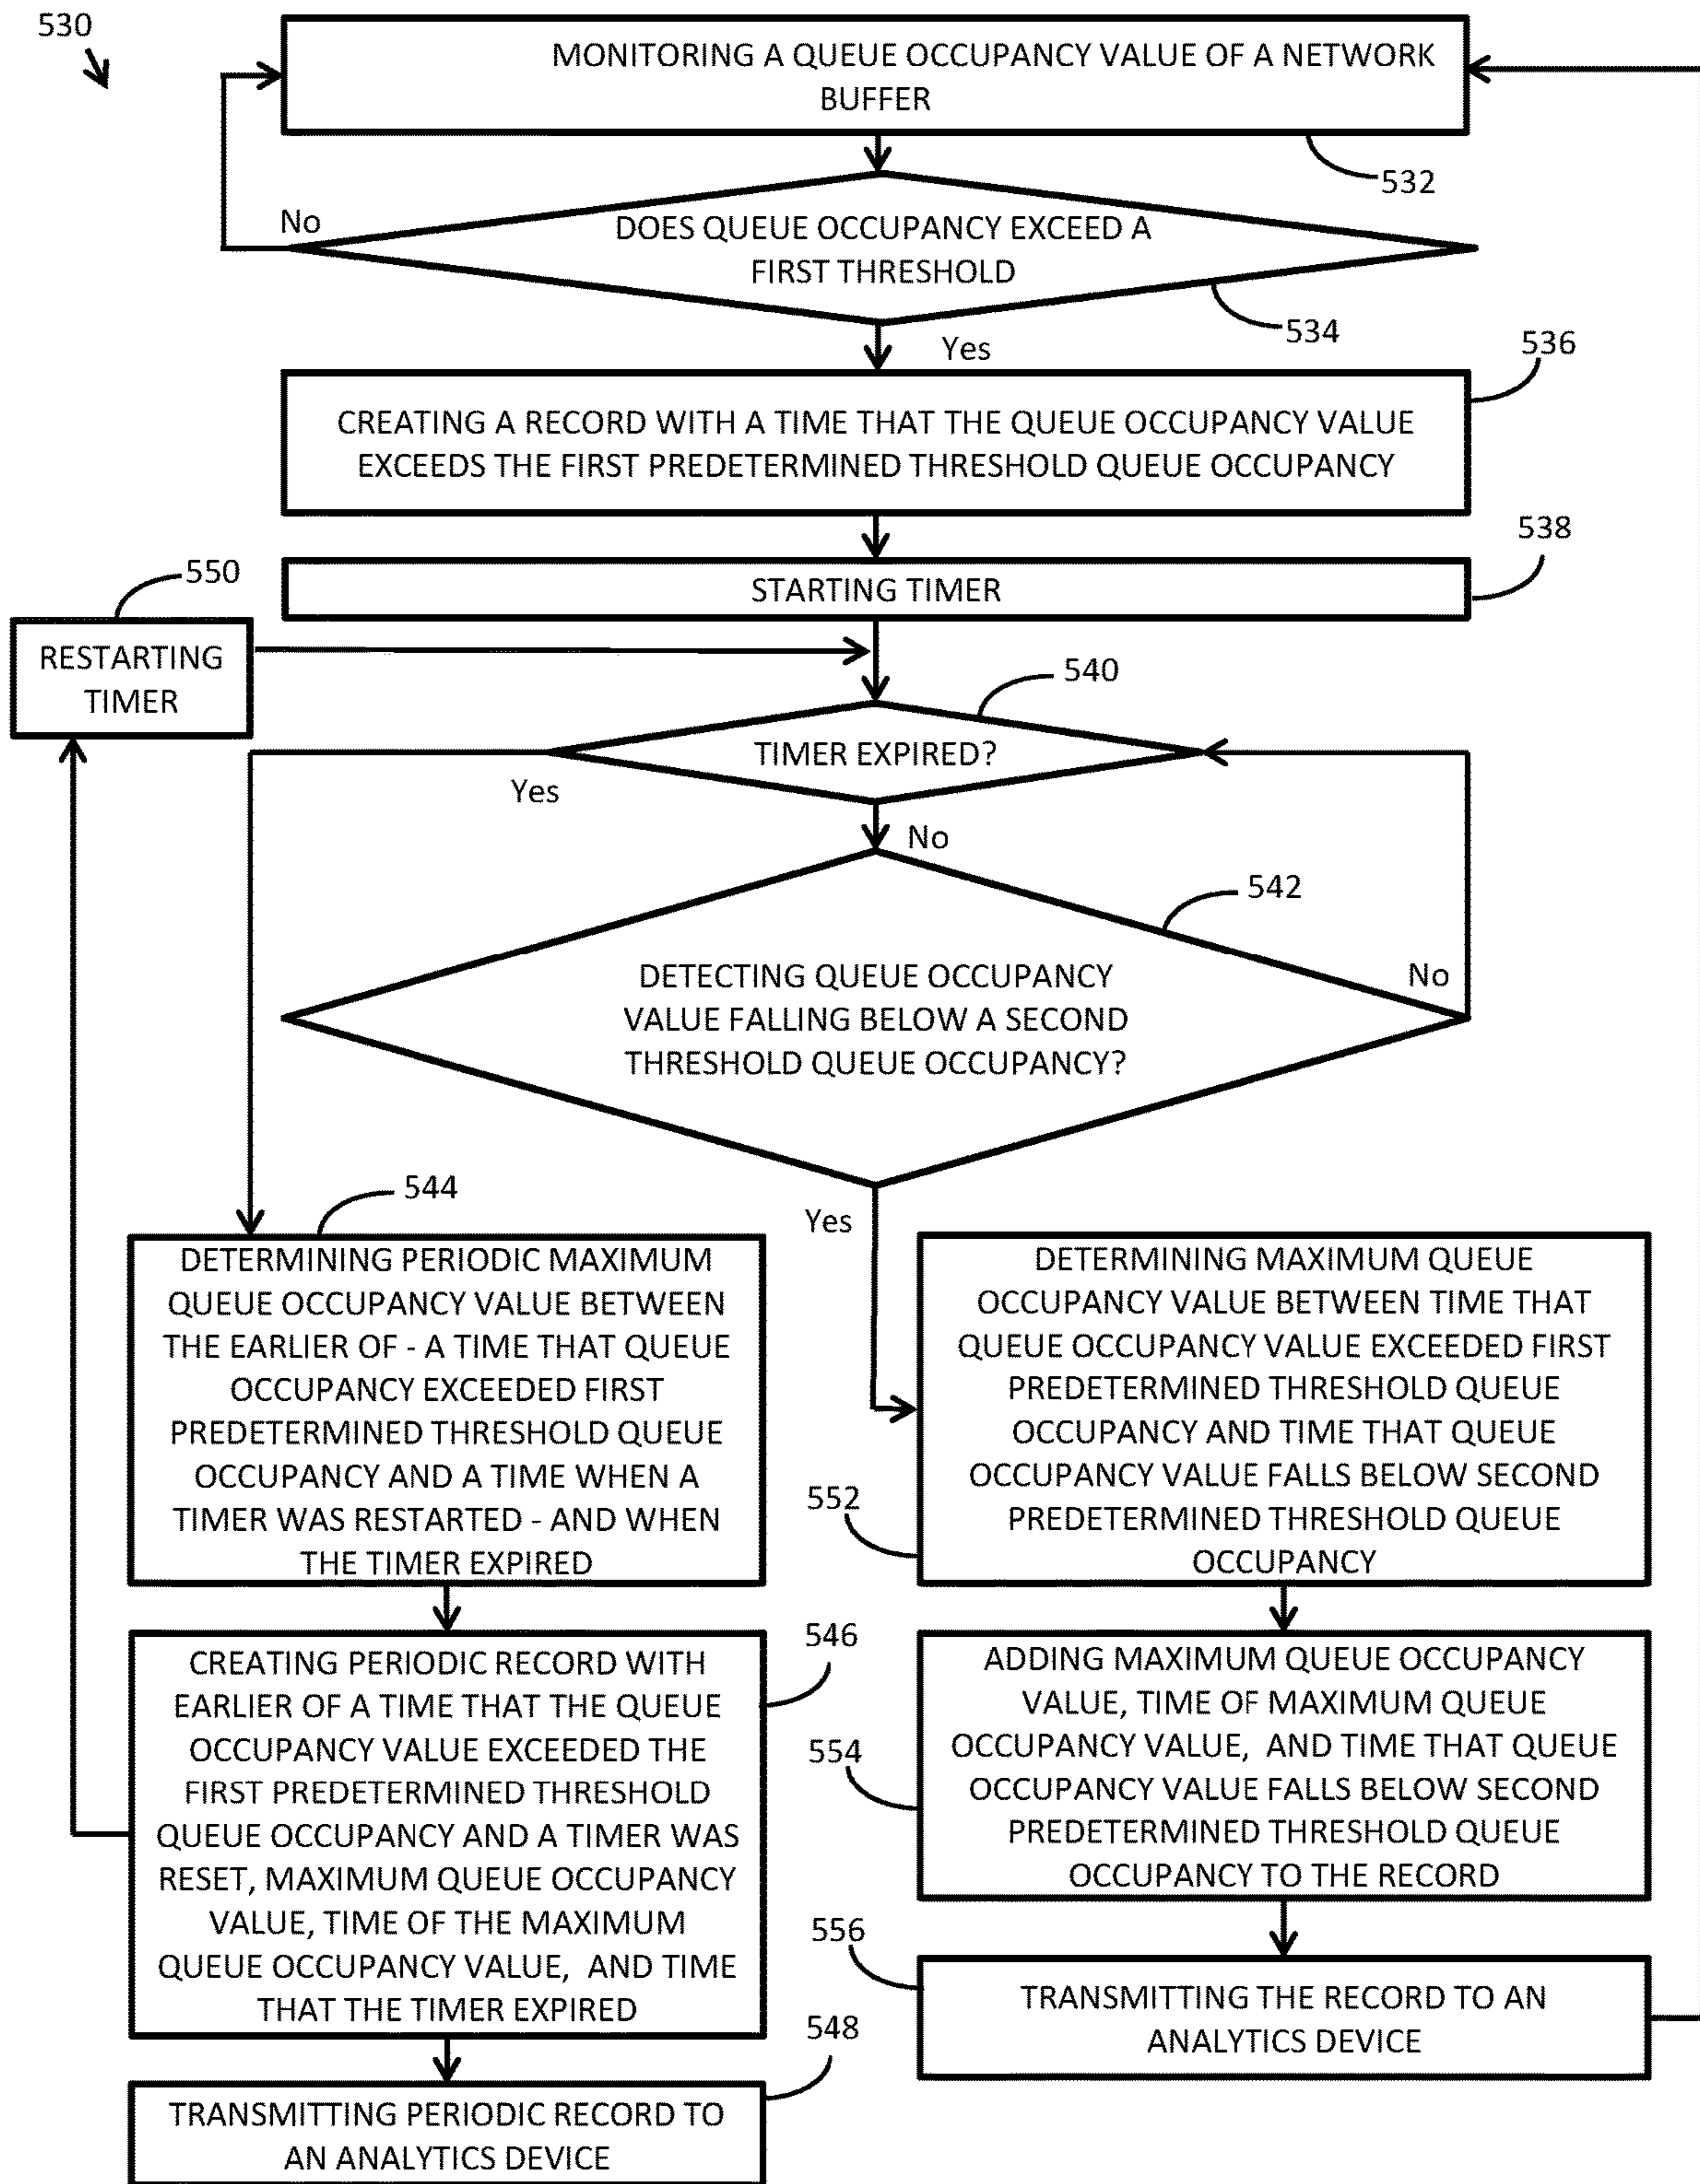 530
MONITORING A QUEUE OCCUPANCY VALUE OF A NETWORK
BUFFER
532
No
DOES QUEUE OCCUPANCY EXCEED A
FIRST THRESHOLD
534
Yes
536
CREATING A RECORD WITH A TIME THAT THE QUEUE OCCUPANCY VALUE
EXCEEDS THE FIRST PREDETERMINED THRESHOLD QUEUE OCCUPANCY
538
STARTING TIMER
550
RESTARTING
TIMER
540
TIMER EXPIRED?
Yes
No
542
DETECTING QUEUE OCCUPANCY
VALUE FALLING BELOW A SECOND
THRESHOLD QUEUE OCCUPANCY?
No
Yes
544
DETERMINING PERIODIC MAXIMUM
QUEUE OCCUPANCY VALUE BETWEEN
THE EARLIER OF - A TIME THAT QUEUE
OCCUPANCY EXCEEDED FIRST
PREDETERMINED THRESHOLD QUEUE
OCCUPANCY AND A TIME WHEN A
TIMER WAS RESTARTED - AND WHEN
THE TIMER EXPIRED
DETERMINING MAXIMUM QUEUE
OCCUPANCY VALUE BETWEEN TIME THAT
QUEUE OCCUPANCY VALUE EXCEEDED FIRST
PREDETERMINED THRESHOLD QUEUE
OCCUPANCY AND TIME THAT QUEUE
OCCUPANCY VALUE FALLS BELOW SECOND
PREDETERMINED THRESHOLD QUEUE
OCCUPANCY
552
546
CREATING PERIODIC RECORD WITH
EARLIER OF A TIME THAT THE QUEUE
OCCUPANCY VALUE EXCEEDED THE
FIRST PREDETERMINED THRESHOLD
QUEUE OCCUPANCY AND A TIMER WAS
RESET, MAXIMUM QUEUE OCCUPANCY
VALUE, TIME OF THE MAXIMUM
QUEUE OCCUPANCY VALUE, AND TIME
THAT THE TIMER EXPIRED
ADDING MAXIMUM QUEUE OCCUPANCY
VALUE, TIME OF MAXIMUM QUEUE
OCCUPANCY VALUE, AND TIME THAT QUEUE
OCCUPANCY VALUE FALLS BELOW SECOND
PREDETERMINED THRESHOLD QUEUE
OCCUPANCY TO THE RECORD
554
556
TRANSMITTING THE RECORD TO AN
ANALYTICS DEVICE
548
TRANSMITTING PERIODIC RECORD TO
AN ANALYTICS DEVICE